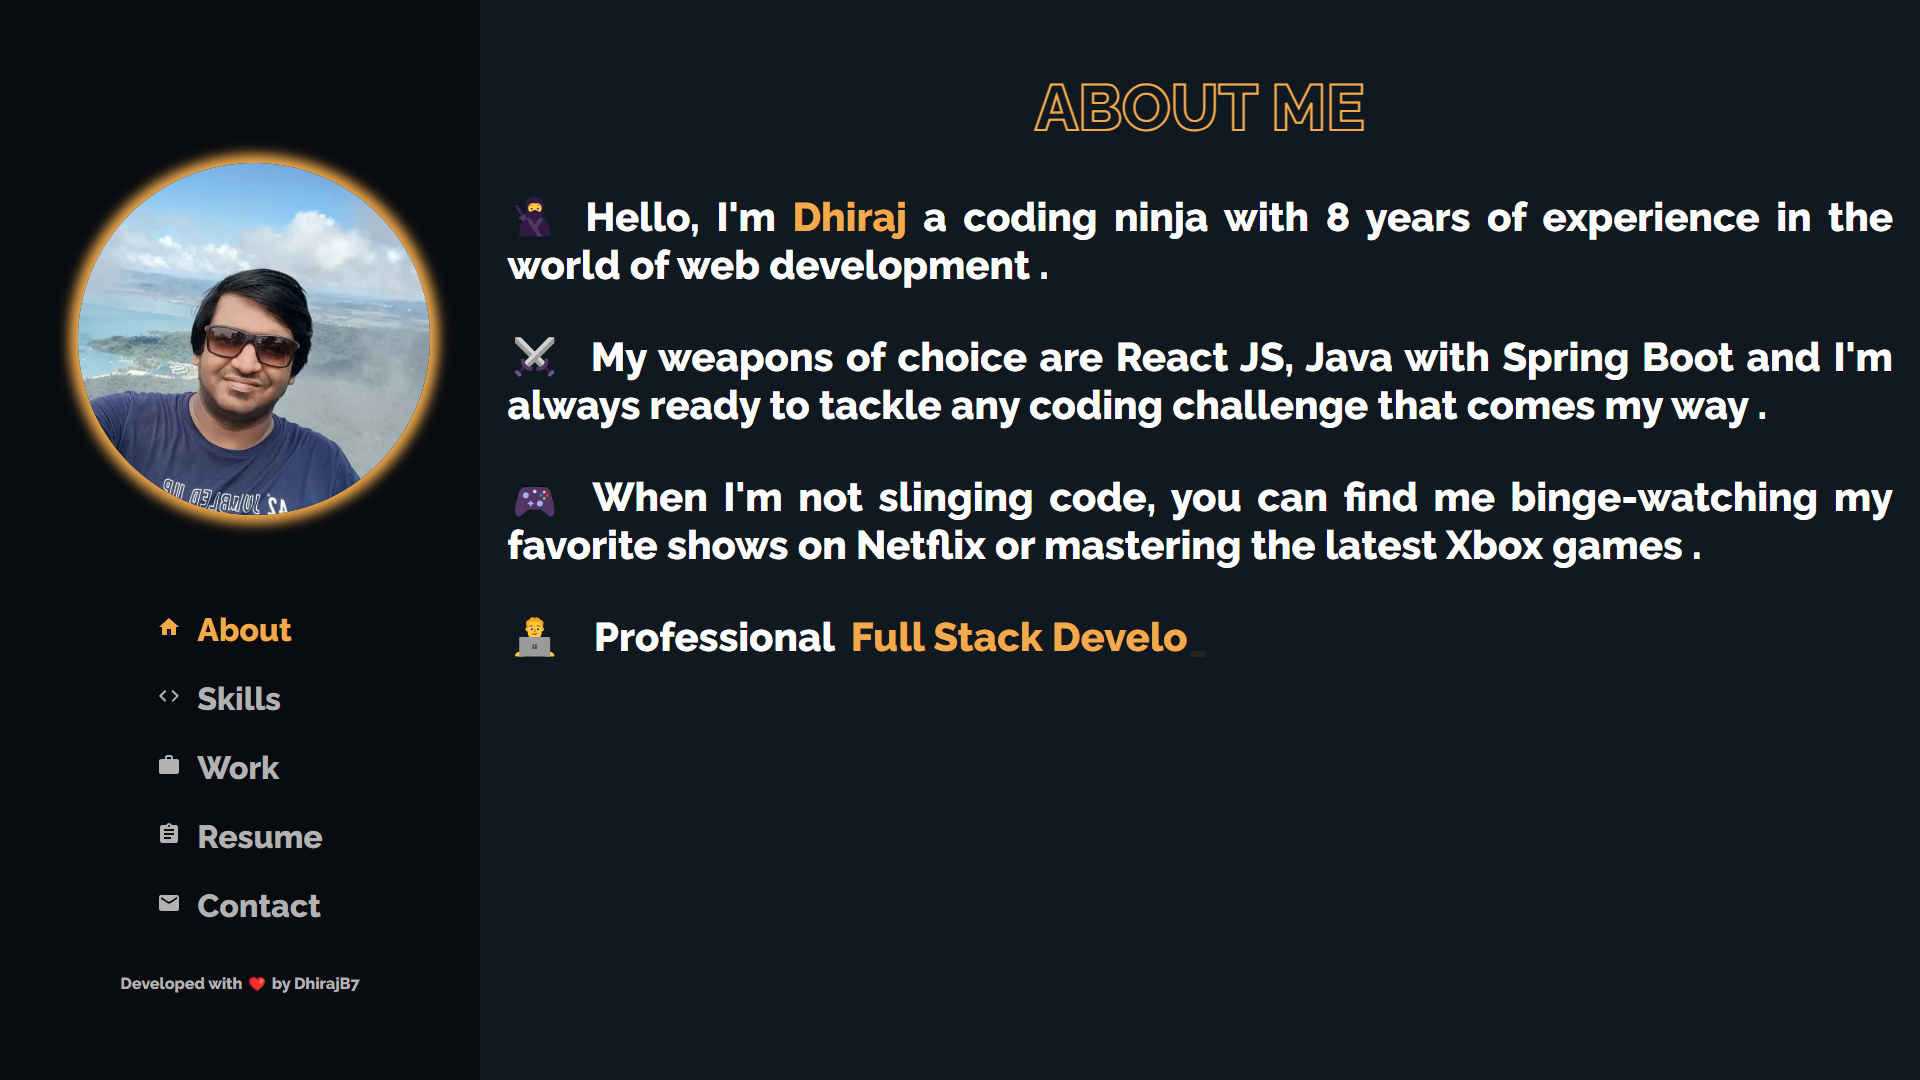 ABOUT ME
Hello, I'm Dhiraj a coding ninja with 8 years of experience in the
world of web development .
My weapons of choice are React JS, Java with Spring Boot and I'm
always ready to tackle any coding challenge that comes my way .
When I'm not slinging code, you can find me binge-watching my
favorite shows on Netflix or mastering the latest Xbox games .
Professional Full Stack Develo_
About
Skills
Work
Resume
Contact
Developed with ❤️ by DhirajB7